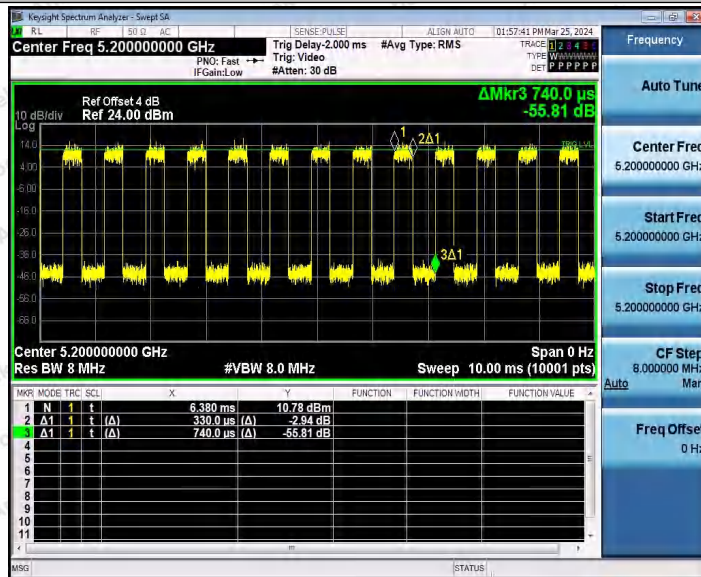 Keysight Spectrum Analyzer - Swept SA
RL RF 50 Ω AC SENSE:PULSE ALIGN AUTO 01:57:41 PM Mar 25, 2024
Center Freq 5.200000000 GHz
PNO: Fast
IFGain:Low
Trig Delay-2.000 ms
Trig: Video
#Atten: 30 dB
#Avg Type: RMS
TRACE 1 2 3 4 5 6
TYPE W
DET P P P P P P
Ref Offset 4 dB
Ref 24.00 dBm
10 dB/div
Log
ΔMkr3 740.0 µs
-55.81 dB
14.0
4.00
-6.00
-16.0
-26.0
-36.0
-46.0
-56.0
-66.0
TRIG LVL
1
2Δ1
3Δ1
Center 5.200000000 GHz Span 0 Hz
Res BW 8 MHz #VBW 8.0 MHz Sweep 10.00 ms (10001 pts)
MKR MODE TRC SCL X Y FUNCTION FUNCTION WIDTH FUNCTION VALUE
1 N 1 t 6.380 ms 10.78 dBm
2 Δ1 1 t (Δ) 330.0 µs (Δ) -2.94 dB
3 Δ1 1 t (Δ) 740.0 µs (Δ) -55.81 dB
4
5
6
7
8
9
10
11
MSG STATUS
Frequency
Auto Tune
Center Freq
5.200000000 GHz
Start Freq
5.200000000 GHz
Stop Freq
5.200000000 GHz
CF Step
8.000000 MHz
Auto Man
Freq Offset
0 Hz